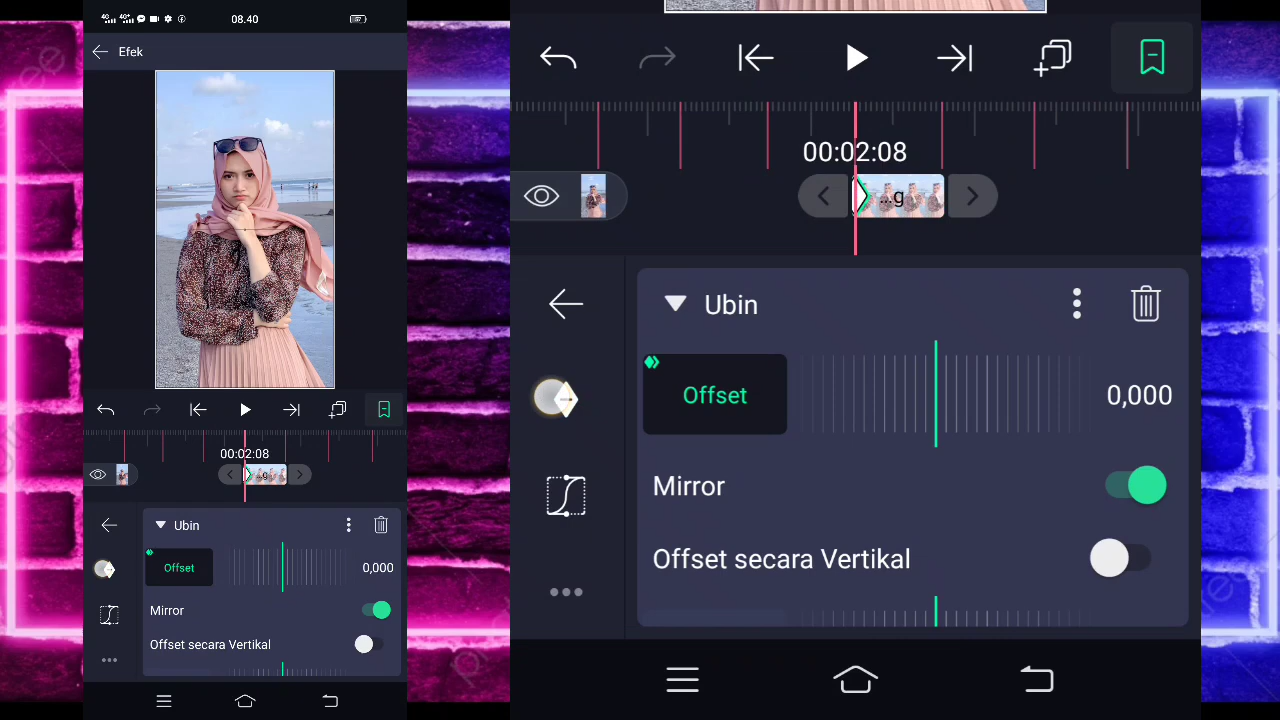 08.40
Efek
00:02:08
...g
Ubin
Offset
0,000
Mirror
Offset secara Vertikal
00:02:08
...g
Ubin
Offset
0,000
Mirror
Offset secara Vertikal